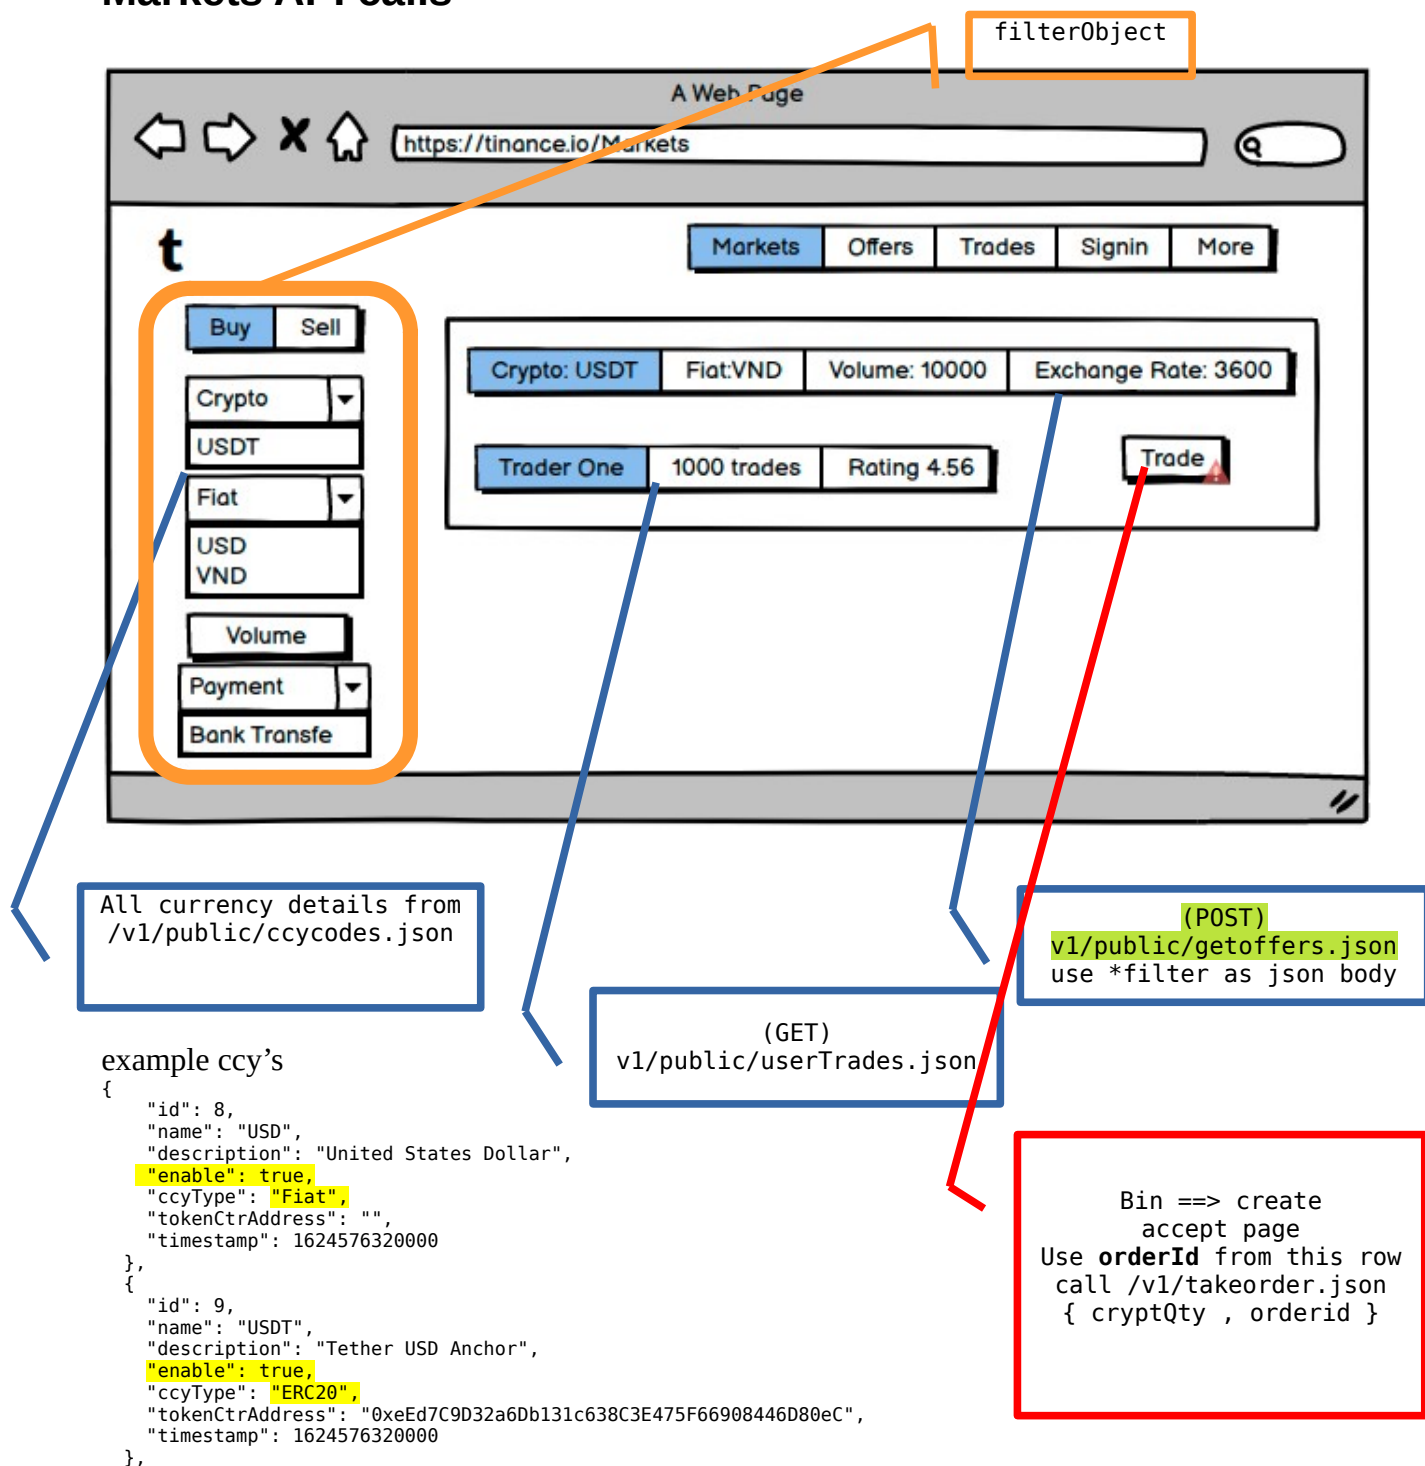 Markets API calls
filterObject
A Web Page
https://tinance.io/Markets
t
Markets Offers Trades Signin More
Buy Sell
Crypto
USDT
Fiat
USD
VND
Volume
Payment
Bank Transfe
Crypto: USDT Fiat:VND Volume: 10000 Exchange Rate: 3600
Trader One 1000 trades Rating 4.56
Trade
All currency details from
/v1/public/ccycodes.json
(POST)
v1/public/getoffers.json
use *filter as json body
(GET)
v1/public/userTrades.json
Bin ==> create
accept page
Use orderId from this row
call /v1/takeorder.json
{ cryptQty , orderid }
example ccy’s
{
"id": 8,
"name": "USD",
"description": "United States Dollar",
"enable": true,
"ccyType": "Fiat",
"tokenCtrAddress": "",
"timestamp": 1624576320000
},
{
"id": 9,
"name": "USDT",
"description": "Tether USD Anchor",
"enable": true,
"ccyType": "ERC20",
"tokenCtrAddress": "0xeEd7C9D32a6Db131c638C3E475F66908446D80eC",
"timestamp": 1624576320000
},